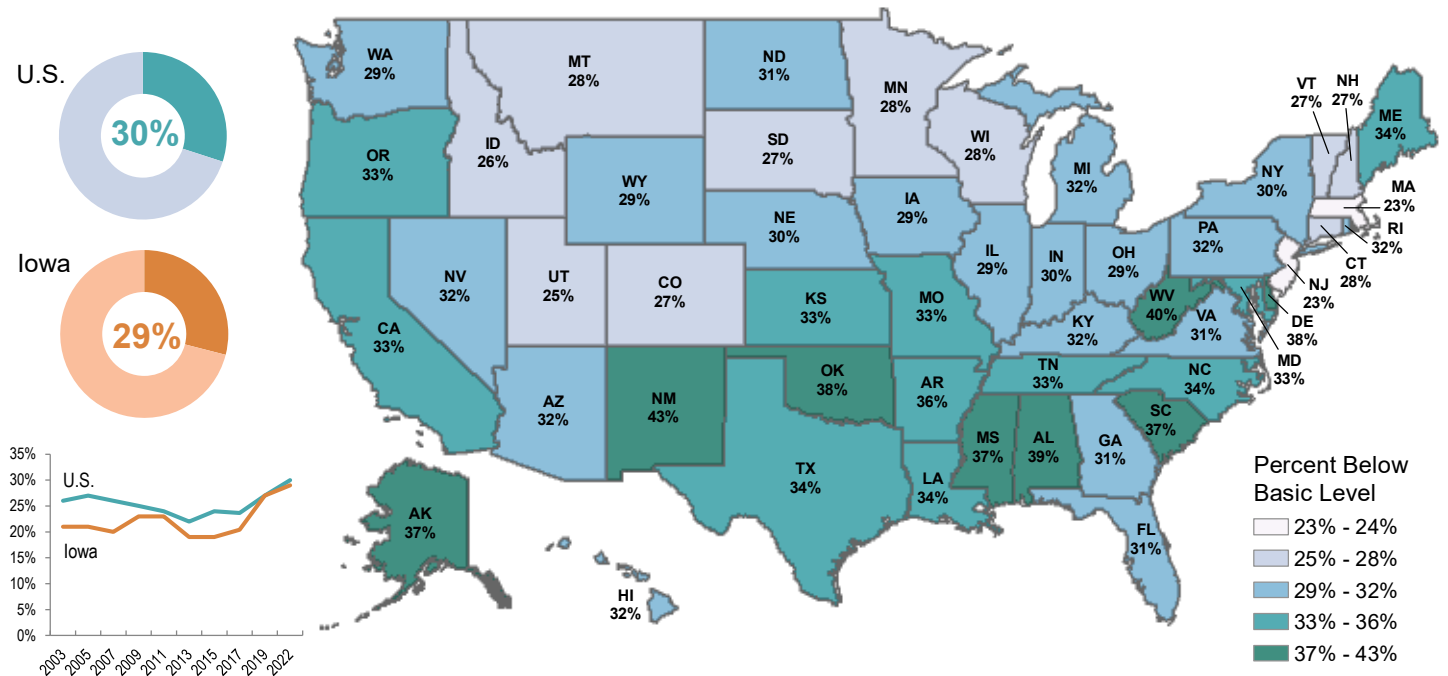 U.S.
30%
Iowa
29%
35%
30%
25%
20%
15%
10%
5%
0%
U.S.
Iowa
2003
2005
2007
2009
2011
2013
2015
2017
2019
2022
WA
29%
MT
28%
ND
31%
MN
28%
VT
27%
NH
27%
ME
34%
OR
33%
ID
26%
SD
27%
WI
28%
MI
32%
NY
30%
MA
23%
WY
29%
NE
30%
IA
29%
PA
32%
RI
32%
NV
32%
UT
25%
CO
27%
IL
29%
IN
30%
OH
29%
CT
28%
NJ
23%
CA
33%
KS
33%
MO
33%
WV
40%
VA
31%
DE
38%
KY
32%
MD
33%
AZ
32%
NM
43%
OK
38%
AR
36%
TN
33%
NC
34%
SC
37%
TX
34%
LA
34%
MS
37%
AL
39%
GA
31%
AK
37%
HI
32%
FL
31%
Percent Below
Basic Level
23% - 24%
25% - 28%
29% - 32%
33% - 36%
37% - 43%